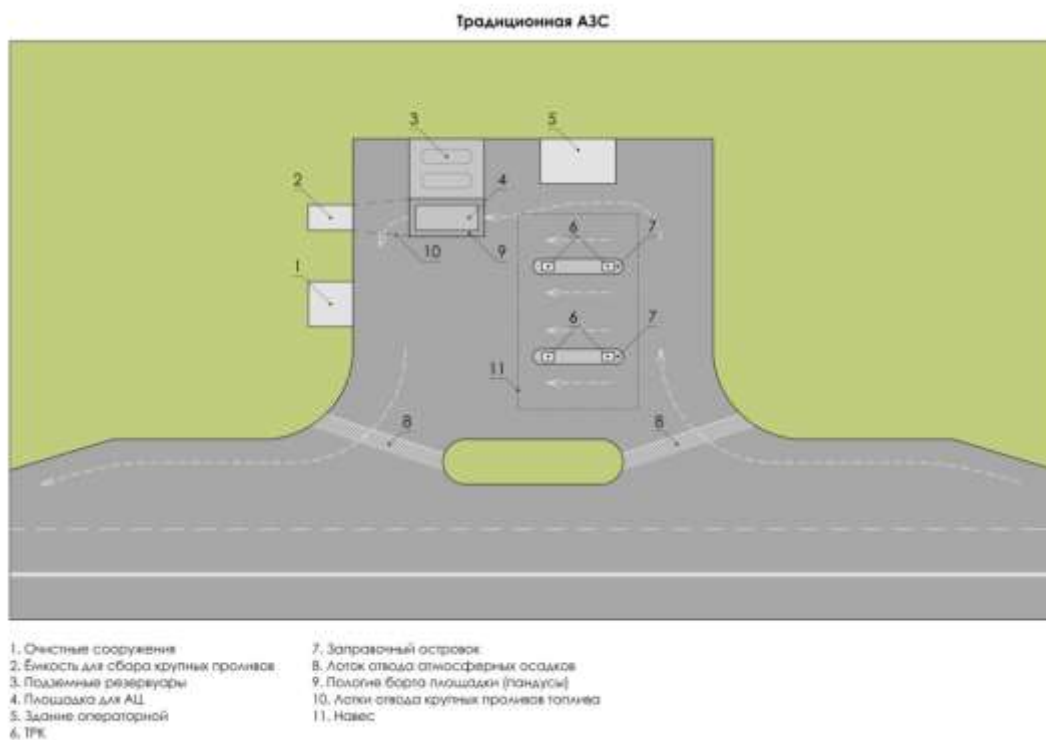 Традиционная АЗС
3
5
2
4
6
7
10
9
1
6
7
11
8
8
1. Очистные сооружения
2. Ёмкость для сбора крупных проливов
3. Подземные резервуары
4. Площадка для АЦ
5. Здание операторной
6. ТРК
7. Заправочный островок
8. Лоток отвода атмосферных осадков
9. Пологие борта площадки (пандусы)
10. Лотки отвода крупных проливов топлива
11. Навес